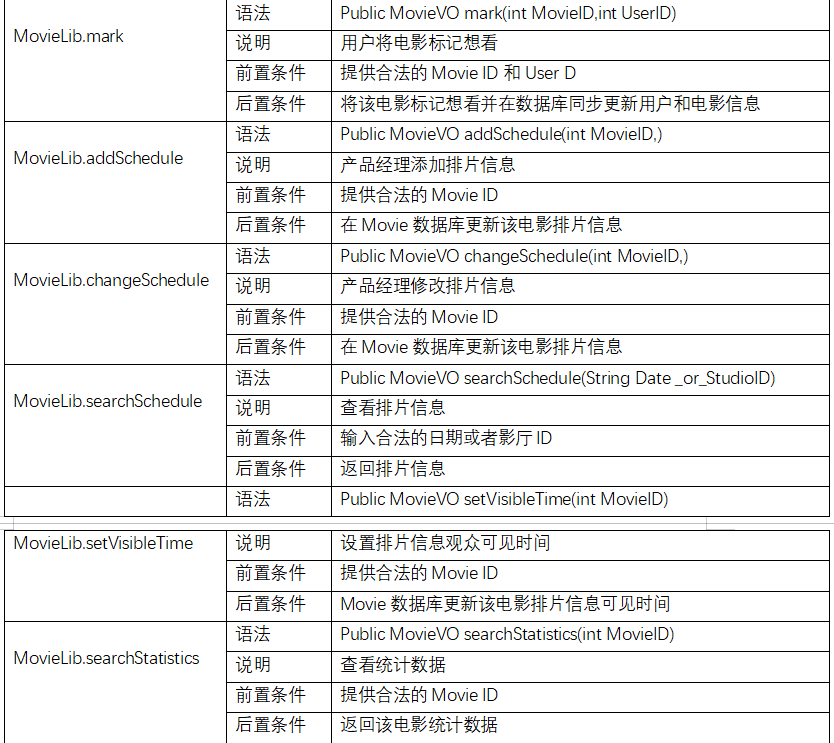 MovieLib.mark
语法 Public MovieVO mark(int MovieID,int UserID)
说明 用户将电影标记想看
前置条件 提供合法的 Movie ID 和 User D
后置条件 将该电影标记想看并在数据库同步更新用户和电影信息
MovieLib.addSchedule
语法 Public MovieVO addSchedule(int MovieID,)
说明 产品经理添加排片信息
前置条件 提供合法的 Movie ID
后置条件 在 Movie 数据库更新该电影排片信息
MovieLib.changeSchedule
语法 Public MovieVO changeSchedule(int MovieID,)
说明 产品经理修改排片信息
前置条件 提供合法的 Movie ID
后置条件 在 Movie 数据库更新该电影排片信息
MovieLib.searchSchedule
语法 Public MovieVO searchSchedule(String Date _or_StudioID)
说明 查看排片信息
前置条件 输入合法的日期或者影厅 ID
后置条件 返回排片信息
语法 Public MovieVO setVisibleTime(int MovieID)
MovieLib.setVisibleTime
说明 设置排片信息观众可见时间
前置条件 提供合法的 Movie ID
后置条件 Movie 数据库更新该电影排片信息可见时间
MovieLib.searchStatistics
语法 Public MovieVO searchStatistics(int MovieID)
说明 查看统计数据
前置条件 提供合法的 Movie ID
后置条件 返回该电影统计数据